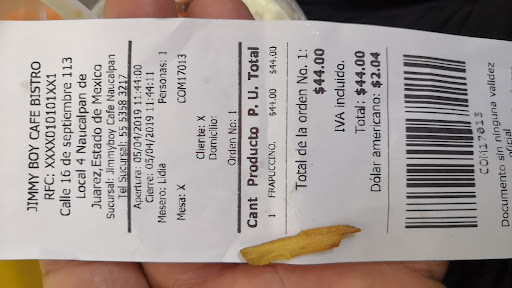 JIMMY BOY CAFE BISTRO
RFC: XXXX010101XX1
Calle 16 de septiembre 113
Local 4 Naucalpan de
Juarez,Estado de Mexico
Sucursal: Jimmyboy Cafe Naucalpan
Tel Sucursal: 55 5358 3217
Apertura: 05/04/2019 11:44:00
Cierre: 05/04/2019 11:44:11
Mesero: Lidia Personas: 1
Mesa: X COM17013
Cliente: X
Domicilio:
Orden No: 1
Cant Producto P. U. Total
1 FRAPUCCINO, $44.00 $44.00
Total de la orden No. 1:
$44.00
IVA incluido.
Total: $44.00
Dólar americano: $2.04
COM17013
Documento sin ninguna validez
oficial